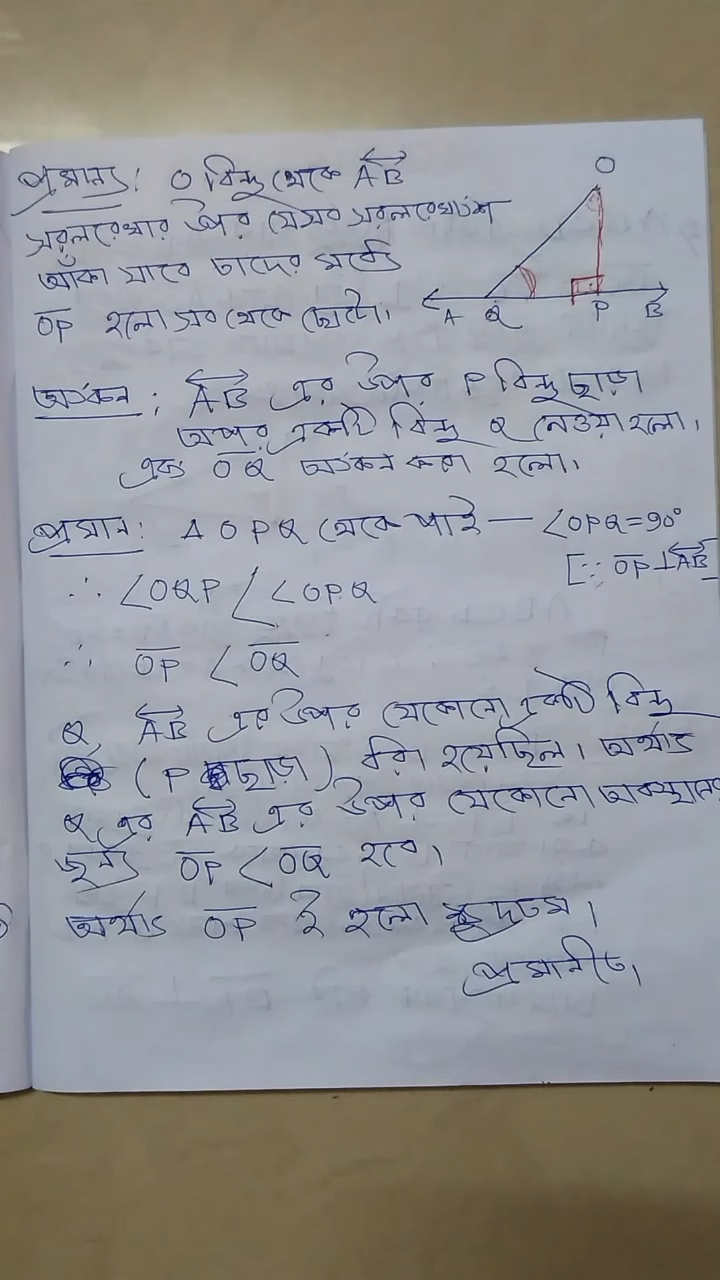 প্রমান্য: O বিন্দু থেকে AB
সরলরেখার উপর যেসব সরলরেখাংশ
আঁকা যাবে তাদের মধ্যে
OP হলো সব থেকে ছোটো।
O
A Q P B
অঙ্কন: AB এর উপর P বিন্দু ছাড়া
অপর একটি বিন্দু Q নেওয়া হলো।
এবং OQ অঙ্কন করা হলো।
প্রমান: Δ OPQ থেকে পাই — ∠OPQ=90°
[∵ OP⊥AB]
∴ ∠OQP < ∠OPQ
∴ OP < OQ
Q, AB এর উপর যেকোনো একটি বিন্দু
(P ছাড়া) ধরা হয়েছিল। অর্থাৎ
Q এর AB এর উপর যেকোনো অবস্থানের
জন্য OP < OQ হবে।
অর্থাৎ OP ই হলো ক্ষুদ্রতম।
প্রমানীত।